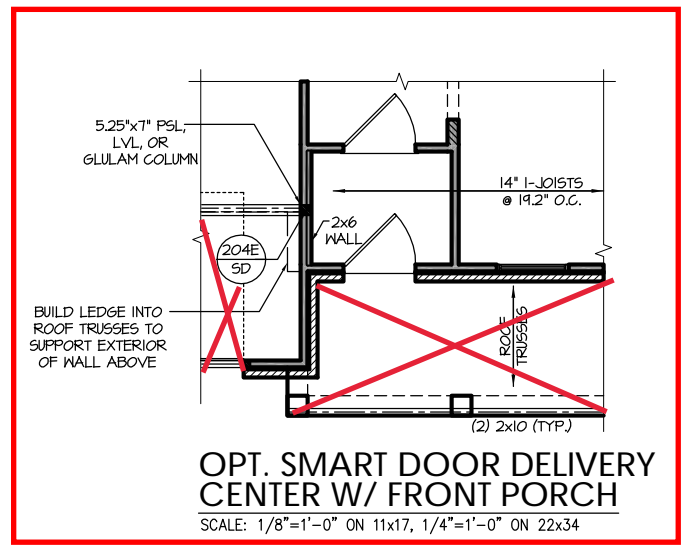 5.25"x7" PSL,
LVL, OR
GLULAM COLUMN
14" I-JOISTS
@ 19.2" O.C.
2x6
WALL
204E
SD
BUILD LEDGE INTO
ROOF TRUSSES TO
SUPPORT EXTERIOR
OF WALL ABOVE
ROOF
TRUSSES
(2) 2x10 (TYP.)
OPT. SMART DOOR DELIVERY
CENTER W/ FRONT PORCH
SCALE: 1/8"=1'-0" ON 11x17, 1/4"=1'-0" ON 22x34